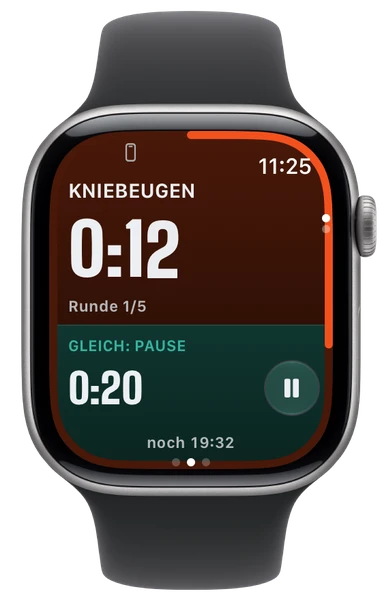 11:25
KNIEBEUGEN
0:12
Runde 1/5
GLEICH: PAUSE
0:20
noch 19:32